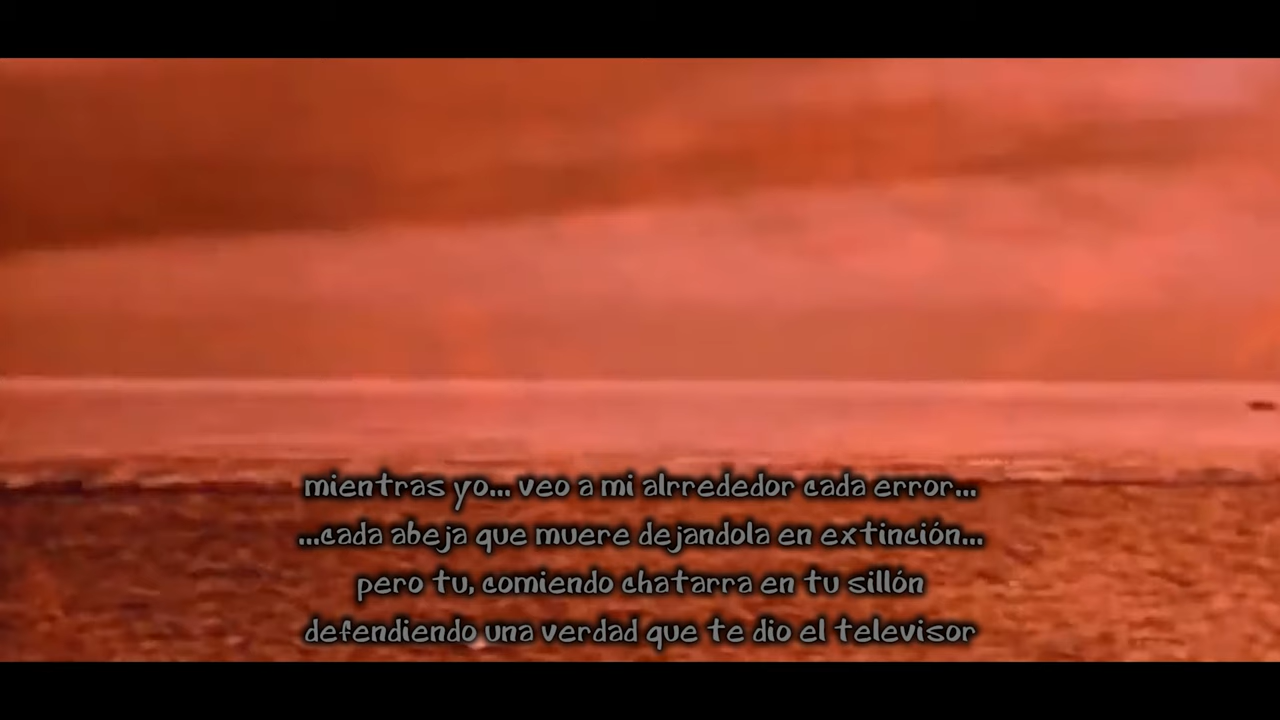 mientras yo... veo a mi alrrededor cada error...
...cada abeja que muere dejandola en extinción...
pero tu, comiendo chatarra en tu sillón
defendiendo una verdad que te dio el televisor